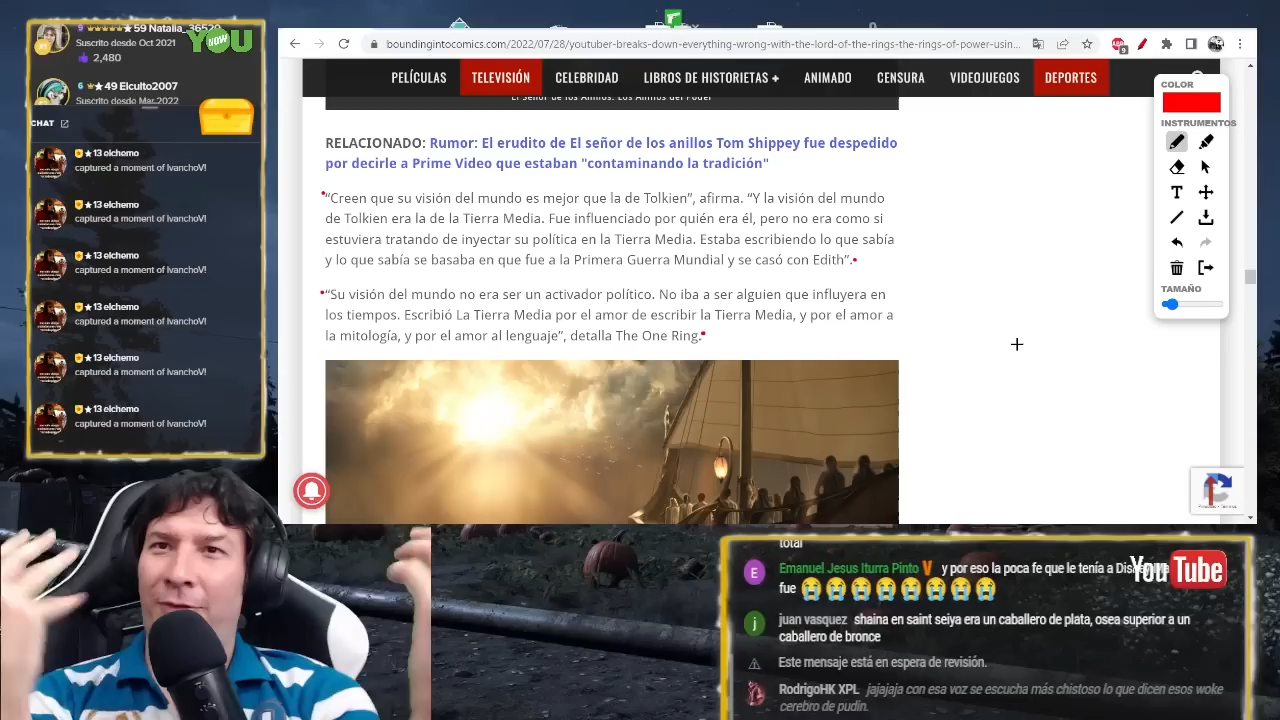 59 Natalia_36520
Suscrito desde Oct 2021
2,480
YOU
NOW
6 49 Elculto2007
Suscrito desde Mar 2022
CHAT
13 elchemo
captured a moment of IvanchoV!
13 elchemo
captured a moment of IvanchoV!
13 elchemo
captured a moment of IvanchoV!
13 elchemo
captured a moment of IvanchoV!
13 elchemo
captured a moment of IvanchoV!
13 elchemo
captured a moment of IvanchoV!
boundingintocomics.com/2022/07/28/youtuber-breaks-down-everything-wrong-with-
ABP
9
PELÍCULAS TELEVISIÓN CELEBRIDAD LIBROS DE HISTORIETAS + ANIMADO CENSURA VIDEOJUEGOS DEPORTES
El Señor de los Anillos: Los Anillos del Poder
RELACIONADO: Rumor: El erudito de El señor de los anillos Tom Shippey fue despedido
por decirle a Prime Video que estaban "contaminando la tradición"
“Creen que su visión del mundo es mejor que la de Tolkien”, afirma. “Y la visión del mundo
de Tolkien era la de la Tierra Media. Fue influenciado por quién era, pero no era como si
estuviera tratando de inyectar su política en la Tierra Media. Estaba escribiendo lo que sabía
y lo que sabía se basaba en que fue a la Primera Guerra Mundial y se casó con Edith”.
“Su visión del mundo no era ser un activador político. No iba a ser alguien que influyera en
los tiempos. Escribió La Tierra Media por el amor de escribir la Tierra Media, y por el amor a
la mitología, y por el amor al lenguaje”, detalla The One Ring.
COLOR
INSTRUMENTOS
T
TAMAÑO
total
E Emanuel Jesus Iturra Pinto V y por eso la poca fe que le tenía a
fue
YouTube
j juan vasquez shaina en saint seiya era un caballero de plata, osea superior a un
caballero de bronce
Este mensaje está en espera de revisión.
RodrigoHK XPL jajajaja con esa voz se escucha más chistoso lo que dicen esos woke
cerebro de pudin.